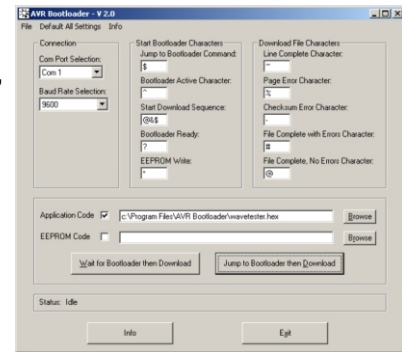 AVR Bootloader - V 2.0
File Default All Settings Info
Connection
Com Port Selection:
Com 1
Baud Rate Selection:
9600
Start Bootloader Characters
Jump to Bootloader Command:
$
Bootloader Active Character:
^
Start Download Sequence:
@&$
Bootloader Ready:
?
EEPROM Write:
*
Download File Characters
Line Complete Character:
~
Page Error Character:
%
Checksum Error Character:
-
File Complete with Errors Character:
#
File Complete, No Errors Character:
@
Application Code c:\Program Files\AVR Bootloader\wavetester.hex Browse
EEPROM Code Browse
Wait for Bootloader then Download Jump to Bootloader then Download
Status: Idle
Info Exit